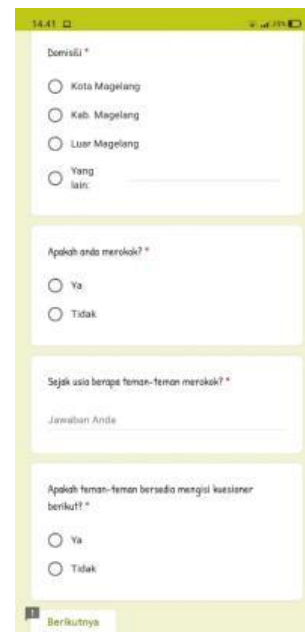 14.41
Domisili *
Kota Magelang
Kab. Magelang
Luar Magelang
Yang
lain:
Apakah anda merokok? *
Ya
Tidak
Sejak usia berapa teman-teman merokok? *
Jawaban Anda
Apakah teman-teman bersedia mengisi kuesioner
berikut? *
Ya
Tidak
Berikutnya